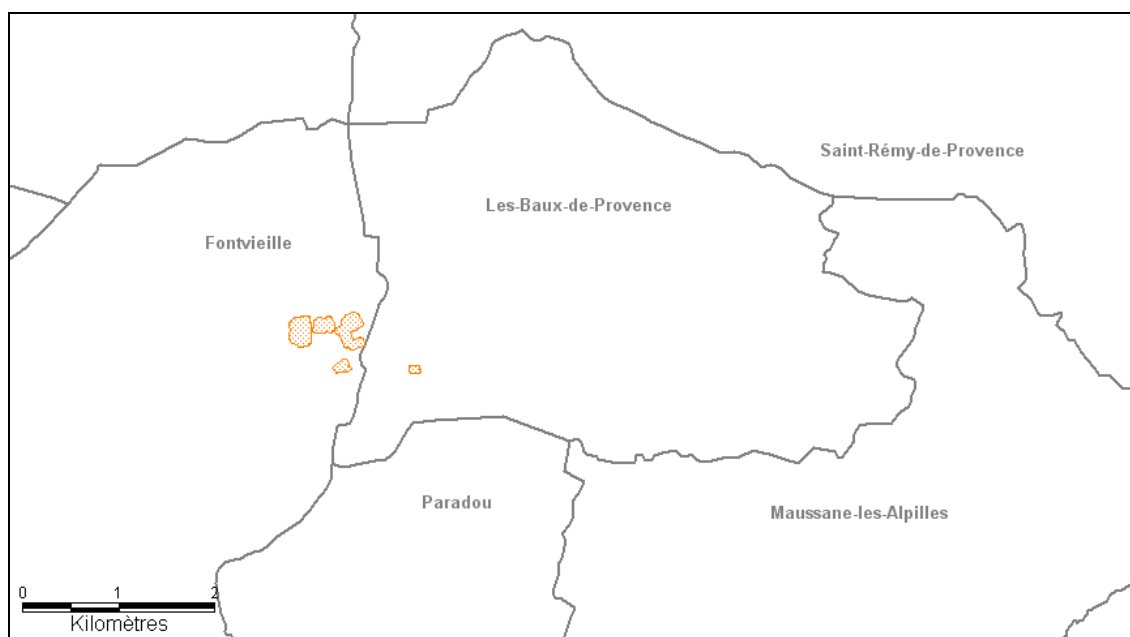 Saint-Rémy-de-Provence
Les-Baux-de-Provence
Fontvieille
Paradou
Maussane-les-Alpilles
0 1 2
Kilomètres